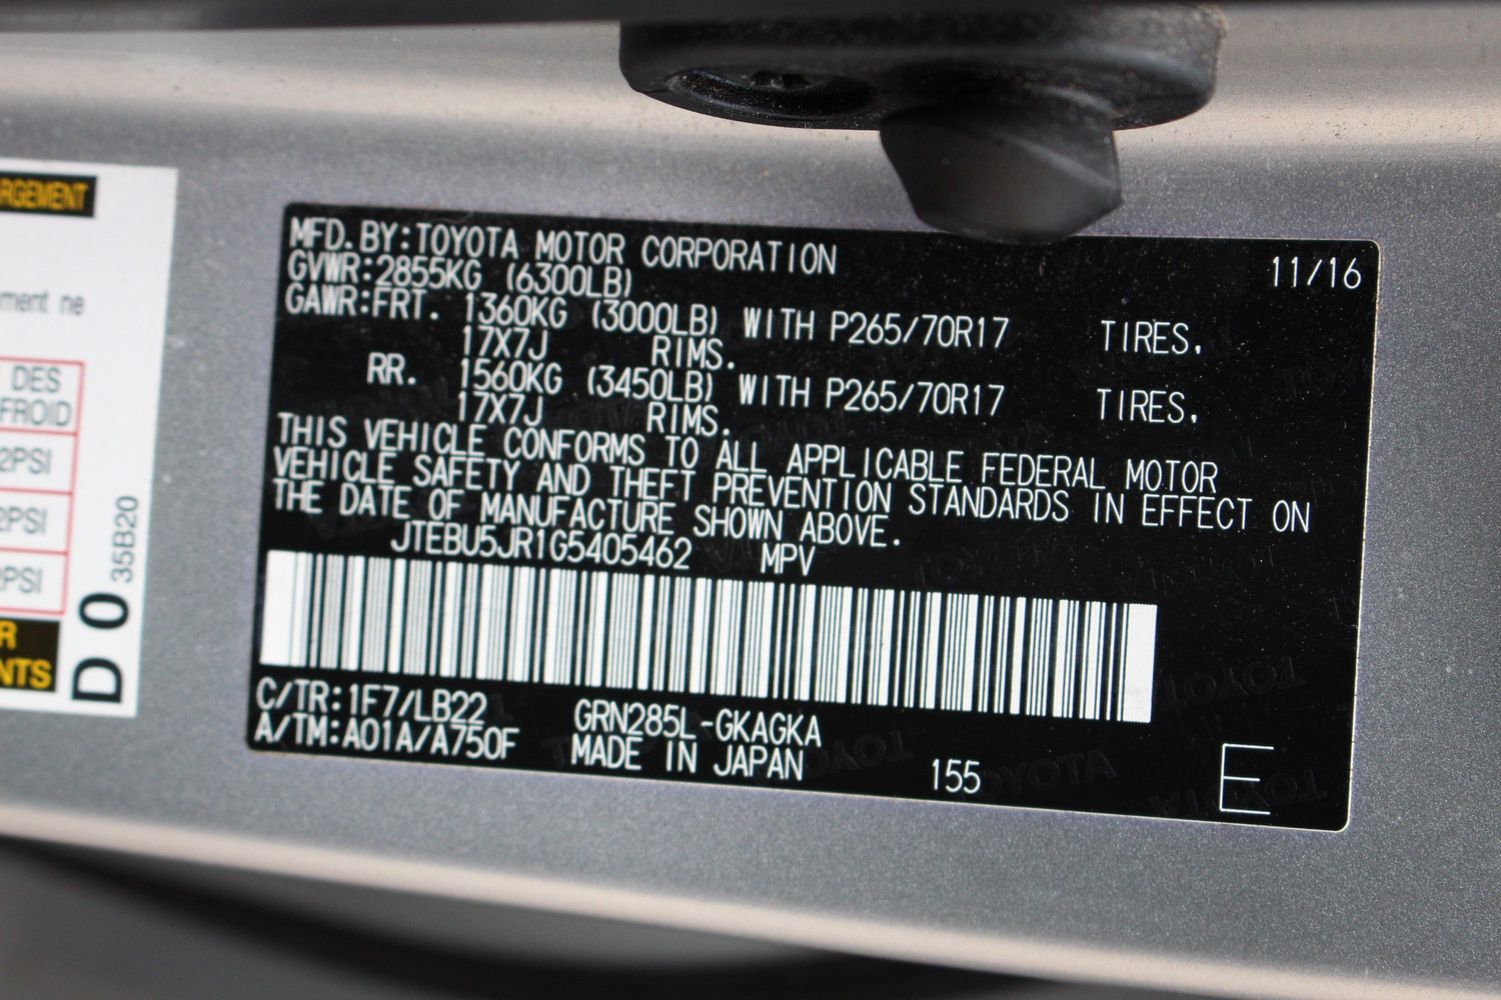 RGEMENT
ment ne
DES
FROID
2PSI
2PSI
PSI
R
NTS
D 0
35B20
MFD. BY:TOYOTA MOTOR CORPORATION 11/16
GVWR:2855KG (6300LB)
GAWR:FRT. 1360KG (3000LB) WITH P265/70R17 TIRES,
17X7J RIMS.
RR. 1560KG (3450LB) WITH P265/70R17 TIRES,
17X7J RIMS.
THIS VEHICLE CONFORMS TO ALL APPLICABLE FEDERAL MOTOR
VEHICLE SAFETY AND THEFT PREVENTION STANDARDS IN EFFECT ON
THE DATE OF MANUFACTURE SHOWN ABOVE.
JTEBU5JR1G5405462 MPV
C/TR:1F7/LB22 GRN285L-GKAGKA
A/TM:A01A/A750F MADE IN JAPAN 155 E